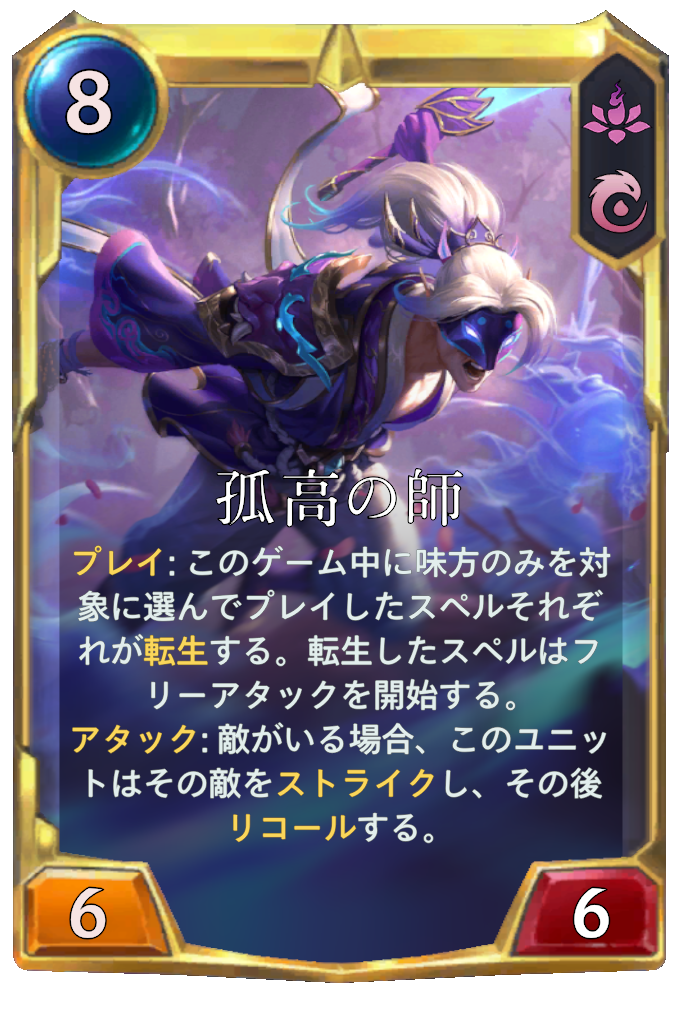 8
孤高の師
プレイ: このゲーム中に味方のみを対
象に選んでプレイしたスペルそれぞ
れが転生する。転生したスペルはフ
リーアタックを開始する。
アタック: 敵がいる場合、このユニッ
トはその敵をストライクし、その後
リコールする。
6
6